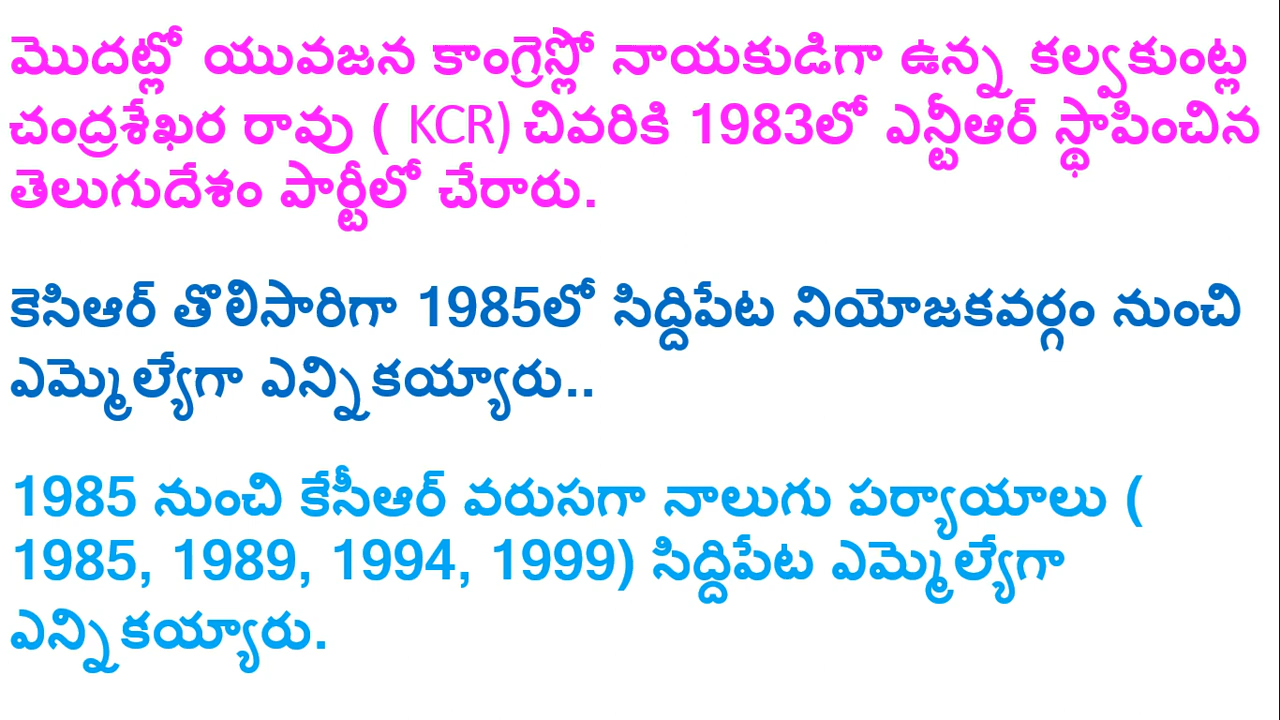 మొదట్లో యువజన కాంగ్రెస్లో నాయకుడిగా ఉన్న కల్వకుంట్ల
చంద్రశేఖర రావు ( KCR) చివరికి 1983లో ఎన్టీఆర్ స్థాపించిన
తెలుగుదేశం పార్టీలో చేరారు.
కెసిఆర్ తొలిసారిగా 1985లో సిద్దిపేట నియోజకవర్గం నుంచి
ఎమ్మెల్యేగా ఎన్నికయ్యారు..
1985 నుంచి కేసీఆర్ వరుసగా నాలుగు పర్యాయాలు (
1985, 1989, 1994, 1999) సిద్దిపేట ఎమ్మెల్యేగా
ఎన్నికయ్యారు.